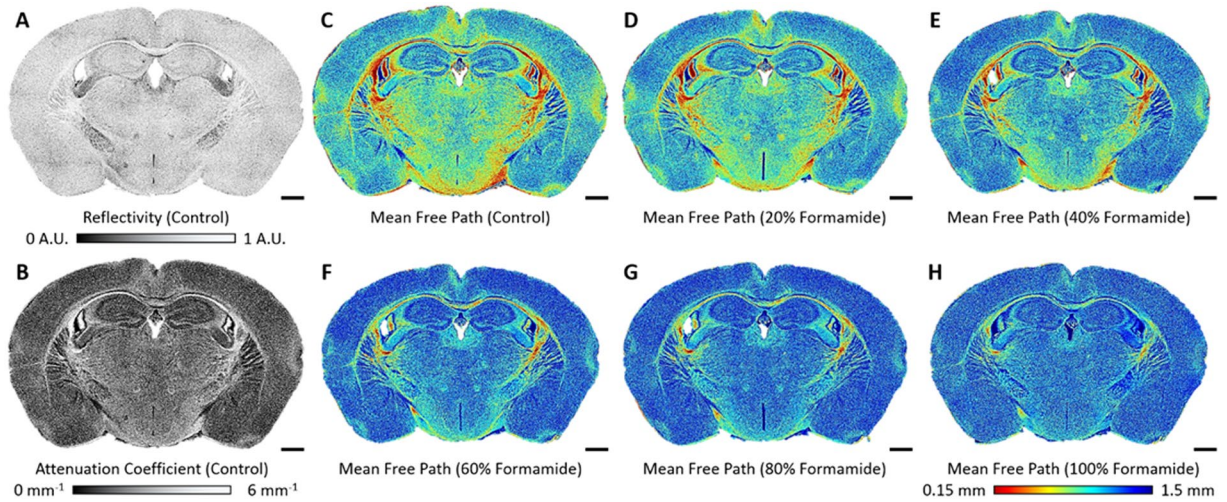 A
C
D
E
Reflectivity (Control)
Mean Free Path (Control)
Mean Free Path (20% Formamide)
Mean Free Path (40% Formamide)
0 A.U.
1 A.U.
B
F
G
H
Attenuation Coefficient (Control)
Mean Free Path (60% Formamide)
Mean Free Path (80% Formamide)
Mean Free Path (100% Formamide)
0 mm⁻¹
6 mm⁻¹
0.15 mm
1.5 mm